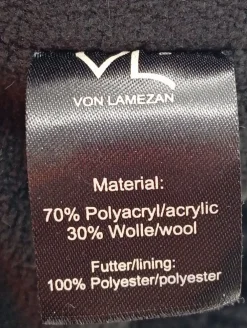 VL
VON LAMEZAN
Material:
70% Polyacryl/acrylic
30% Wolle/wool
Futter/lining:
100% Polyester/polyester